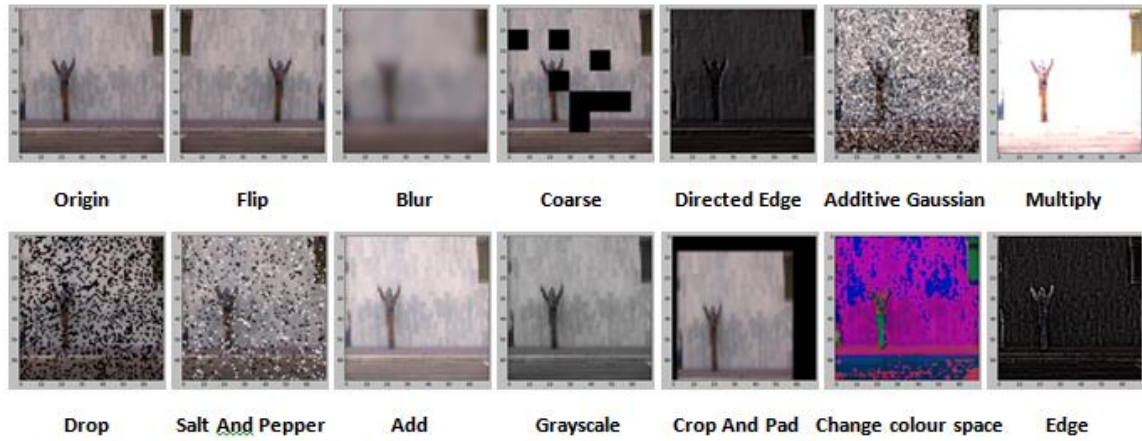 Origin Flip Blur Coarse Directed Edge Additive Gaussian Multiply
Drop Salt And Pepper Add Grayscale Crop And Pad Change colour space Edge